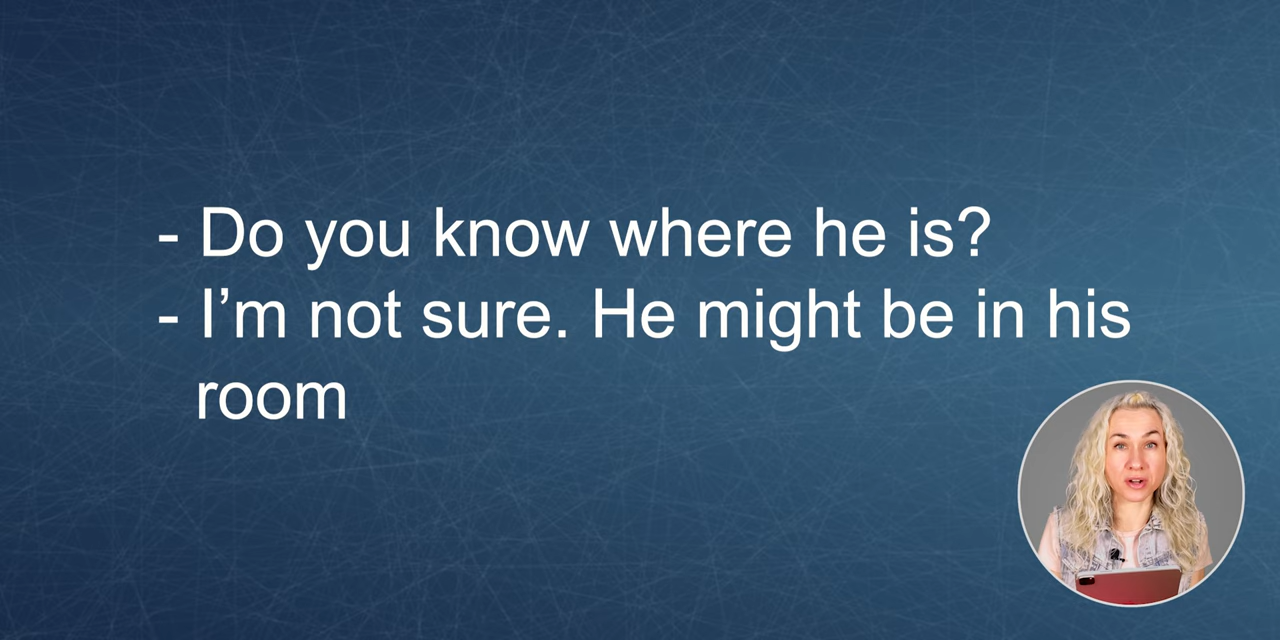 - Do you know where he is?
- I’m not sure. He might be in his
room